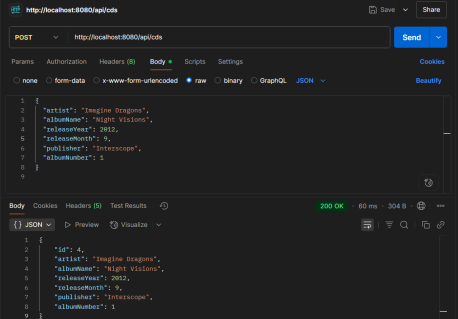 http://localhost:8080/api/cds
Save
Share
POST
http://localhost:8080/api/cds
Send
Params Authorization Headers (8) Body Scripts Settings Cookies
none form-data x-www-form-urlencoded raw binary GraphQL JSON Beautify
1 {
2 "artist": "Imagine Dragons",
3 "albumName": "Night Visions",
4 "releaseYear": 2012,
5 "releaseMonth": 9,
6 "publisher": "Interscope",
7 "albumNumber": 1
8 }
Body Cookies Headers (5) Test Results 200 OK 60 ms 304 B
{} JSON Preview Visualize
1 {
2 "id": 4,
3 "artist": "Imagine Dragons",
4 "albumName": "Night Visions",
5 "releaseYear": 2012,
6 "releaseMonth": 9,
7 "publisher": "Interscope",
8 "albumNumber": 1
9 }